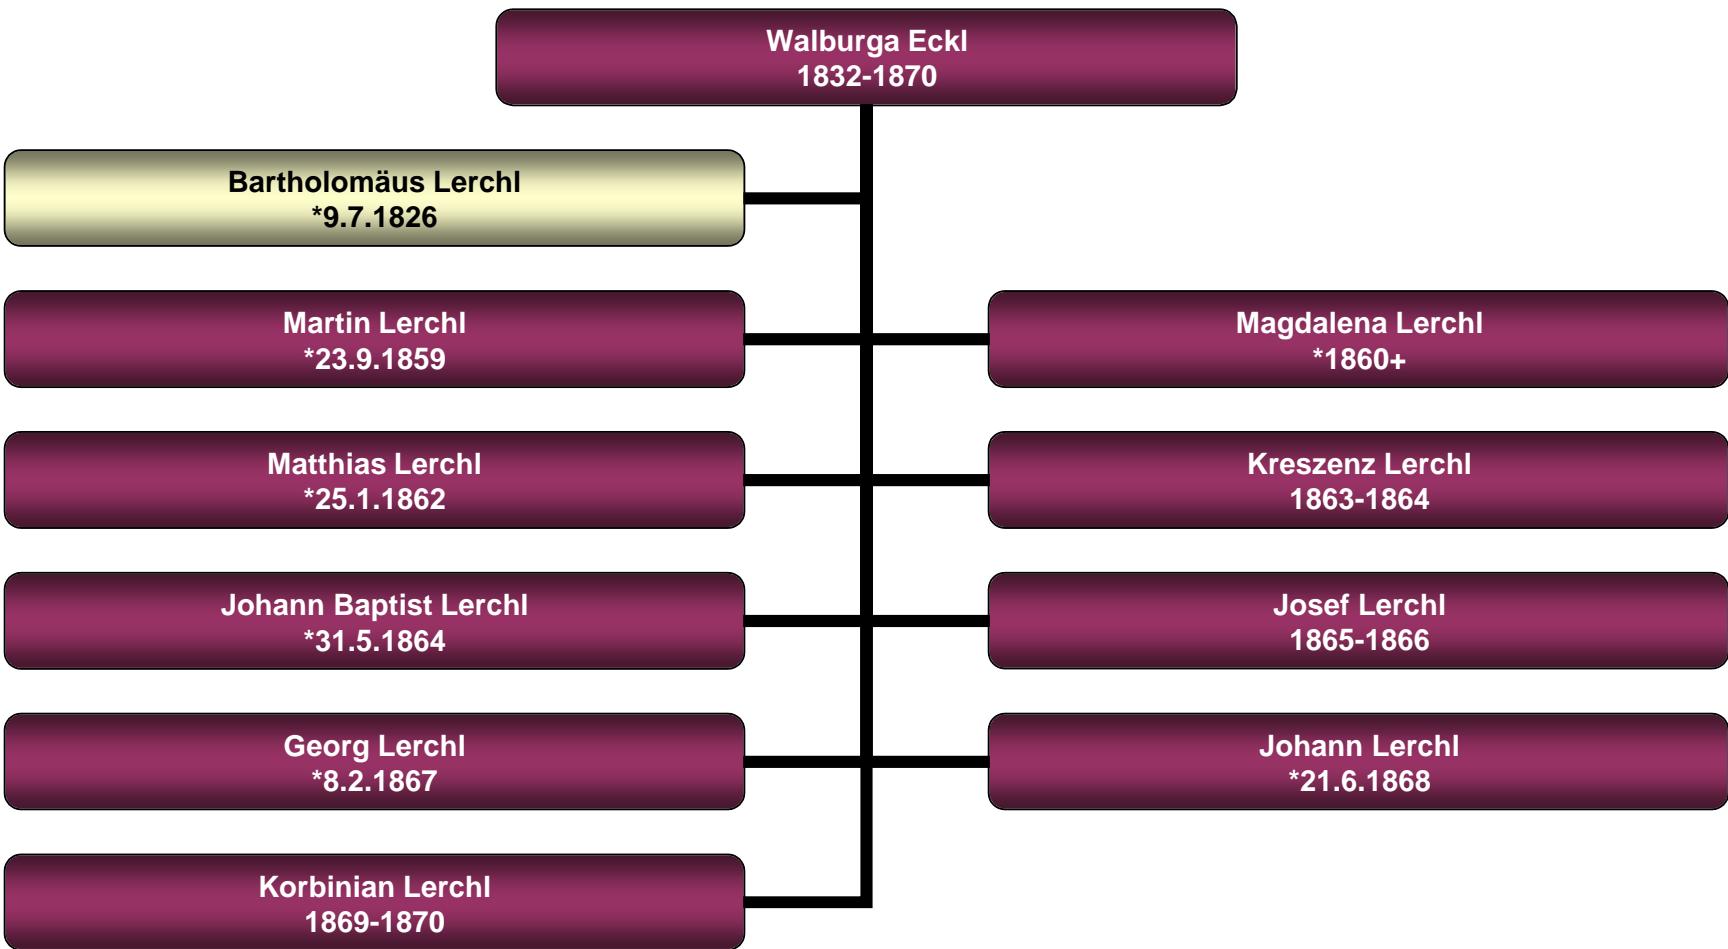 Walburga Eckl
1832-1870
Bartholomäus Lerchl
*9.7.1826
Martin Lerchl
*23.9.1859
Magdalena Lerchl
*1860+
Matthias Lerchl
*25.1.1862
Kreszenz Lerchl
1863-1864
Johann Baptist Lerchl
*31.5.1864
Josef Lerchl
1865-1866
Georg Lerchl
*8.2.1867
Johann Lerchl
*21.6.1868
Korbinian Lerchl
1869-1870